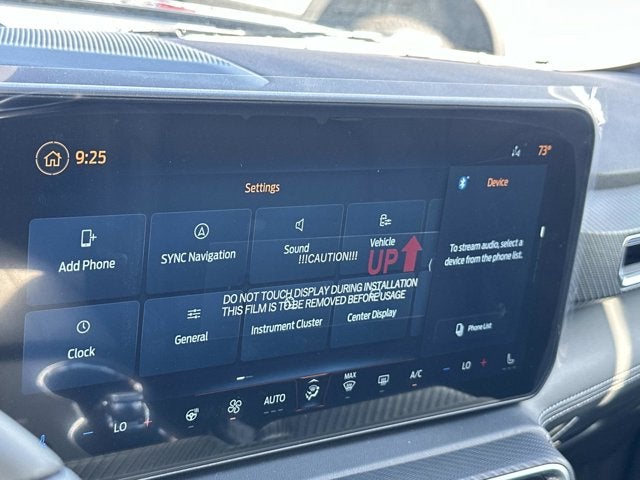 9:25
73°
Settings
Device
Add Phone
SYNC Navigation
Sound
Vehicle
To stream audio, select a
device from the phone list.
!!!CAUTION!!!
UP
DO NOT TOUCH DISPLAY DURING INSTALLATION
THIS FILM IS TO BE REMOVED BEFORE USAGE
Clock
General
Instrument Cluster
Center Display
Phone List
- LO +
AUTO
MAX
A/C
- LO +